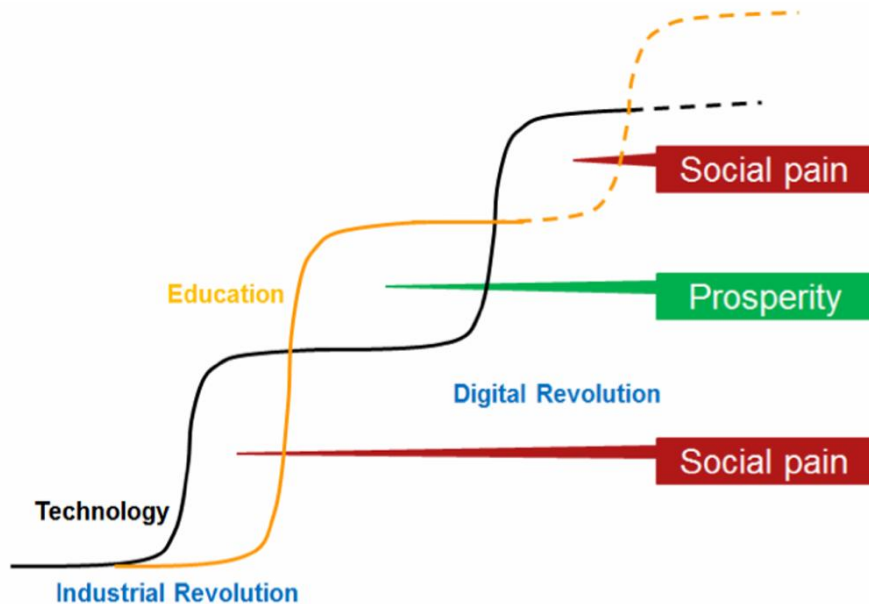 Social pain
Education
Prosperity
Digital Revolution
Social pain
Technology
Industrial Revolution